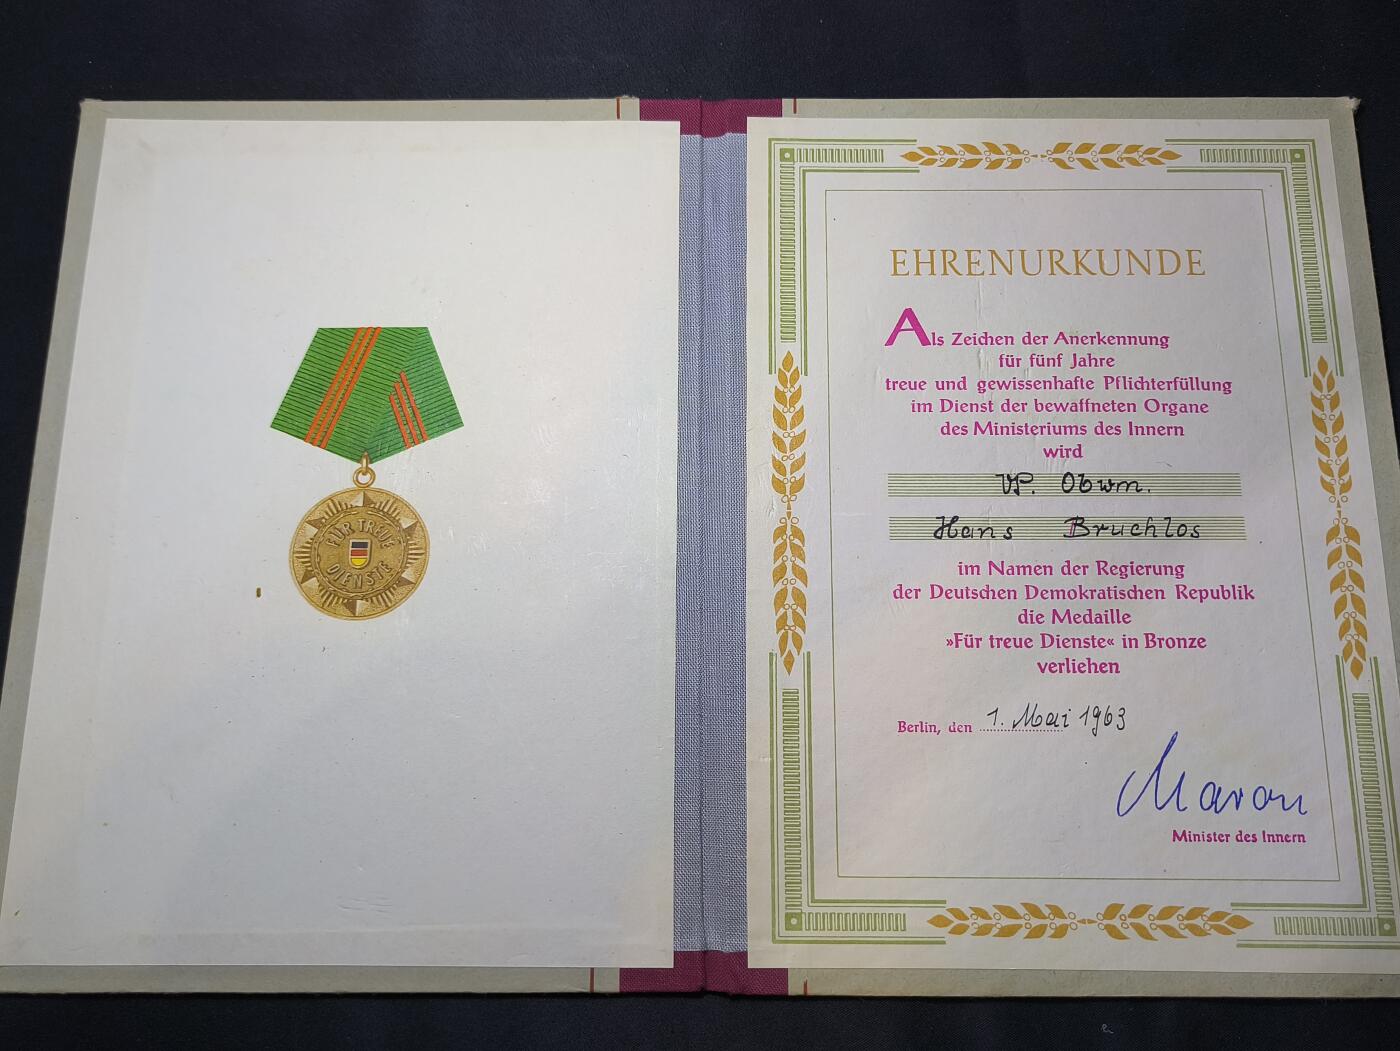 FÜR TREUE
DIENSTE
EHRENURKUNDE
Als Zeichen der Anerkennung
für fünf Jahre
treue und gewissenhafte Pflichterfüllung
im Dienst der bewaffneten Organe
des Ministeriums des Innern
wird
VP. Obwm.
Hans Bruchlos
im Namen der Regierung
der Deutschen Demokratischen Republik
die Medaille
»Für treue Dienste« in Bronze
verliehen
Berlin, den 1. Mai 1963
Maron
Minister des Innern